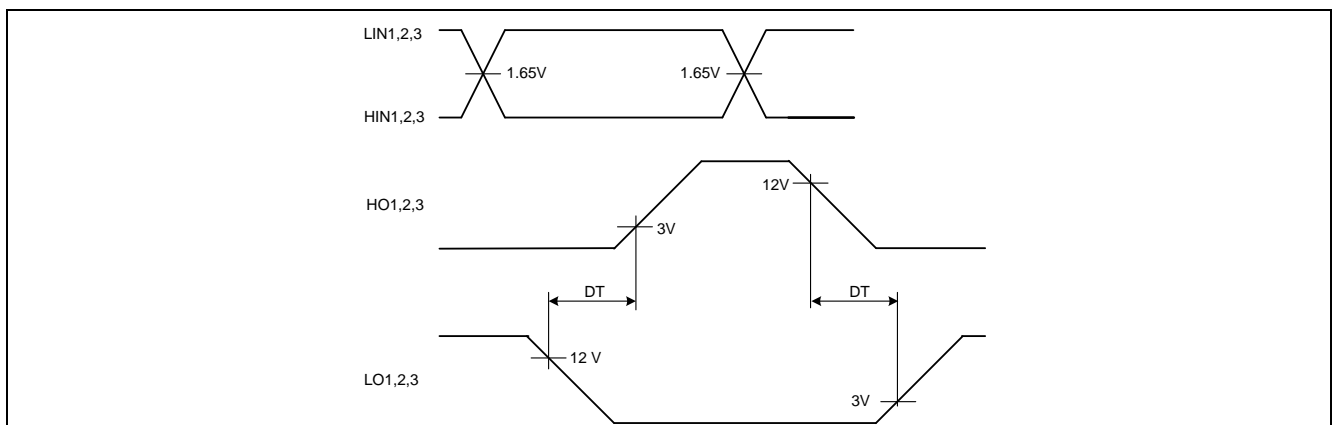 LIN1,2,3
1.65V
1.65V
HIN1,2,3
12V
HO1,2,3
3V
DT
DT
12 V
LO1,2,3
3V